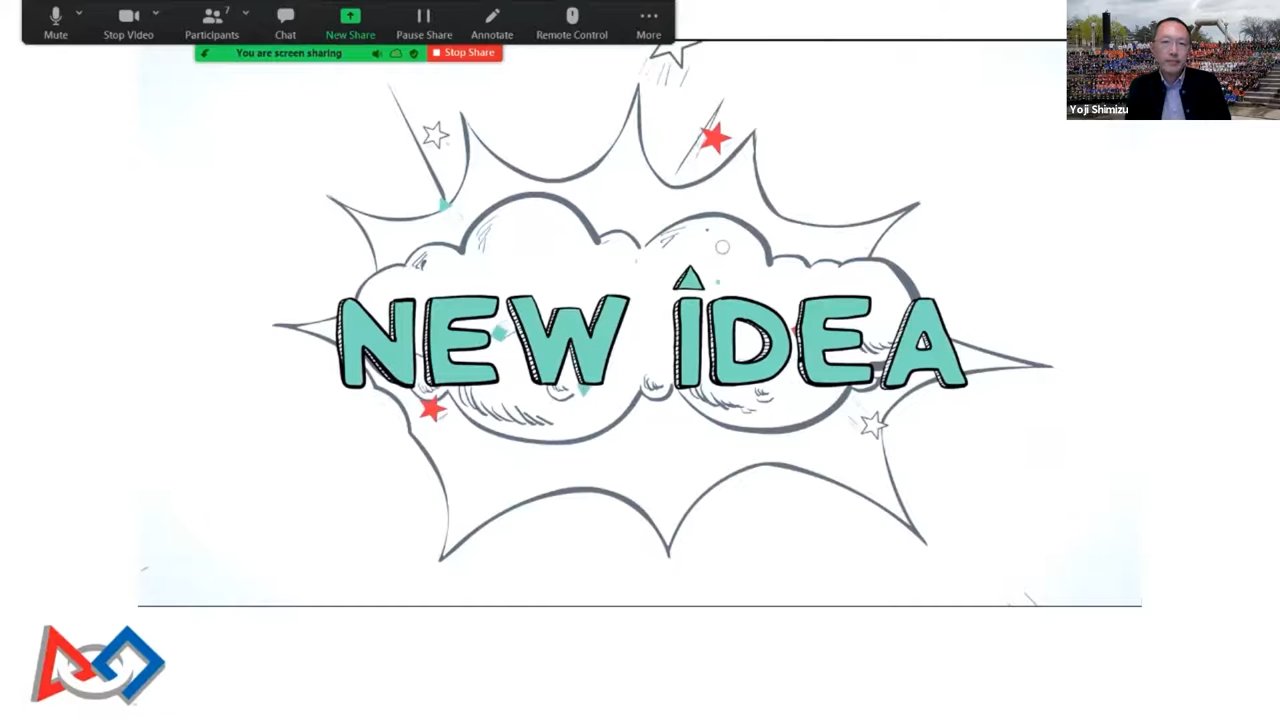 7
Mute
Stop Video
Participants
Chat
New Share
Pause Share
Annotate
Remote Control
More
You are screen sharing
Stop Share
Yoji Shimizu
NEW IDEA